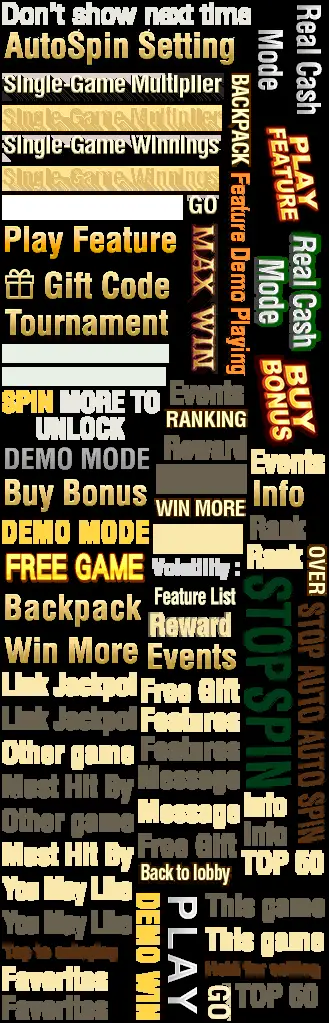 Don't show next time
AutoSpin Setting
Single-Game Multiplier
Single-Game Multiplier
Single-Game Winnings
Single-Game Winnings
GO
Play Feature
Gift Code
Tournament
SPIN MORE TO
UNLOCK
DEMO MODE
Buy Bonus
DEMO MODE
FREE GAME
Backpack
Win More
Link Jackpot
Link Jackpot
Other game
Must Hit By
Other game
Must Hit By
You May Like
You May Like
Favorites
Favorites
BACKPACK
Feature Demo Playing
MAX WIN
Real Cash
Mode
PLAY
FEATURE
Real Cash
Mode
BUY
BONUS
Events
RANKING
Reward
WIN MORE
Volatility :
Feature List
Reward
Events
Free Gift
Features
Features
Message
Message
Free Gift
Back to lobby
Events
Info
Rank
Rank
OVER
STOP SPIN
STOP AUTO SPIN
Info
Info
TOP 50
DEMO WIN
PLAY
This game
This game
Hold for setting
GO
TOP 50